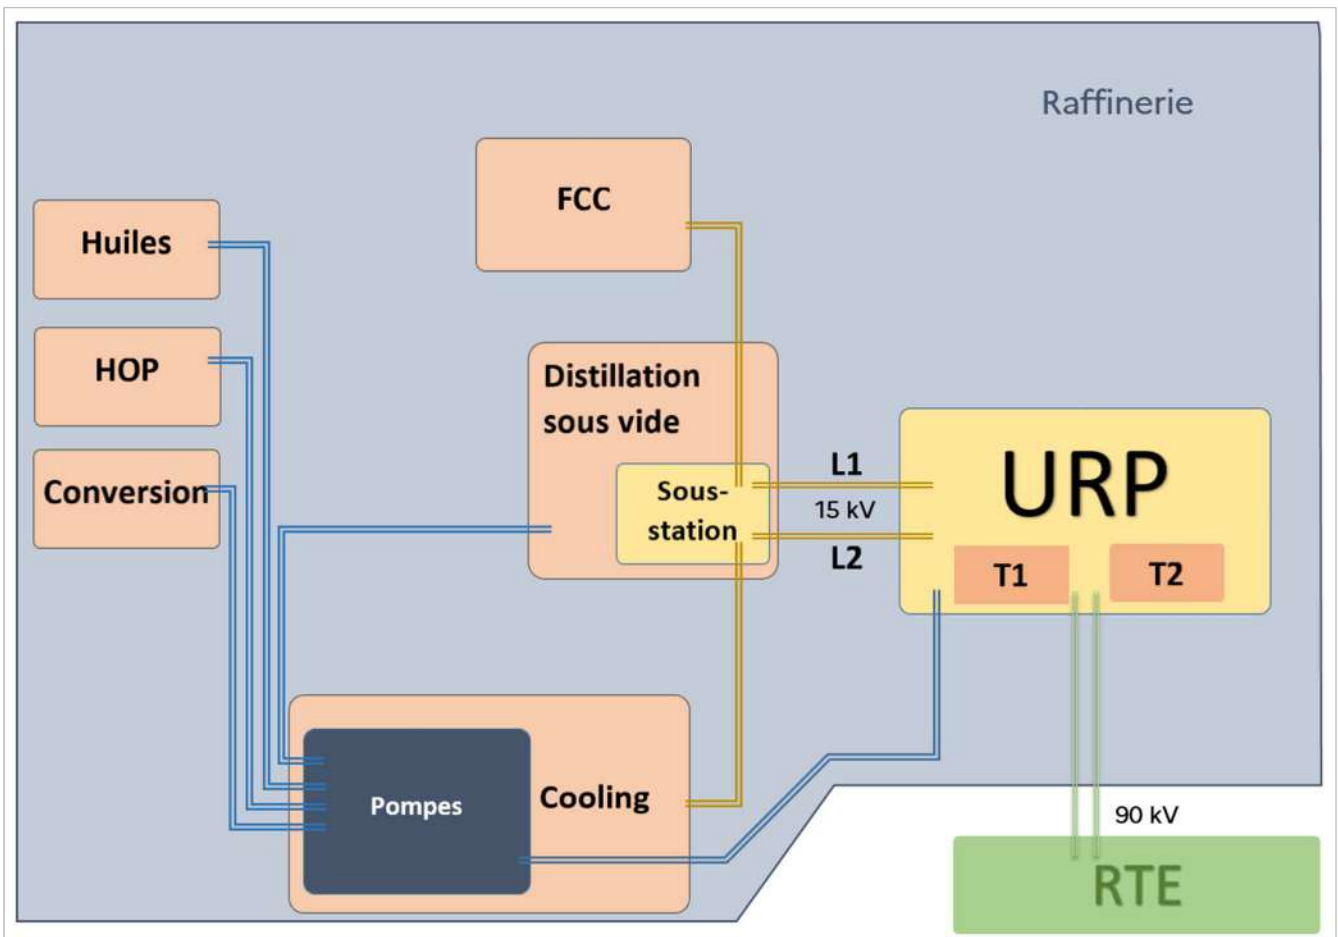 Raffinerie
FCC
Huiles
HOP
Distillation
sous vide
Conversion
L1
URP
Sous-
station
15 kV
L2
T1
T2
Pompes
Cooling
90 kV
RTE